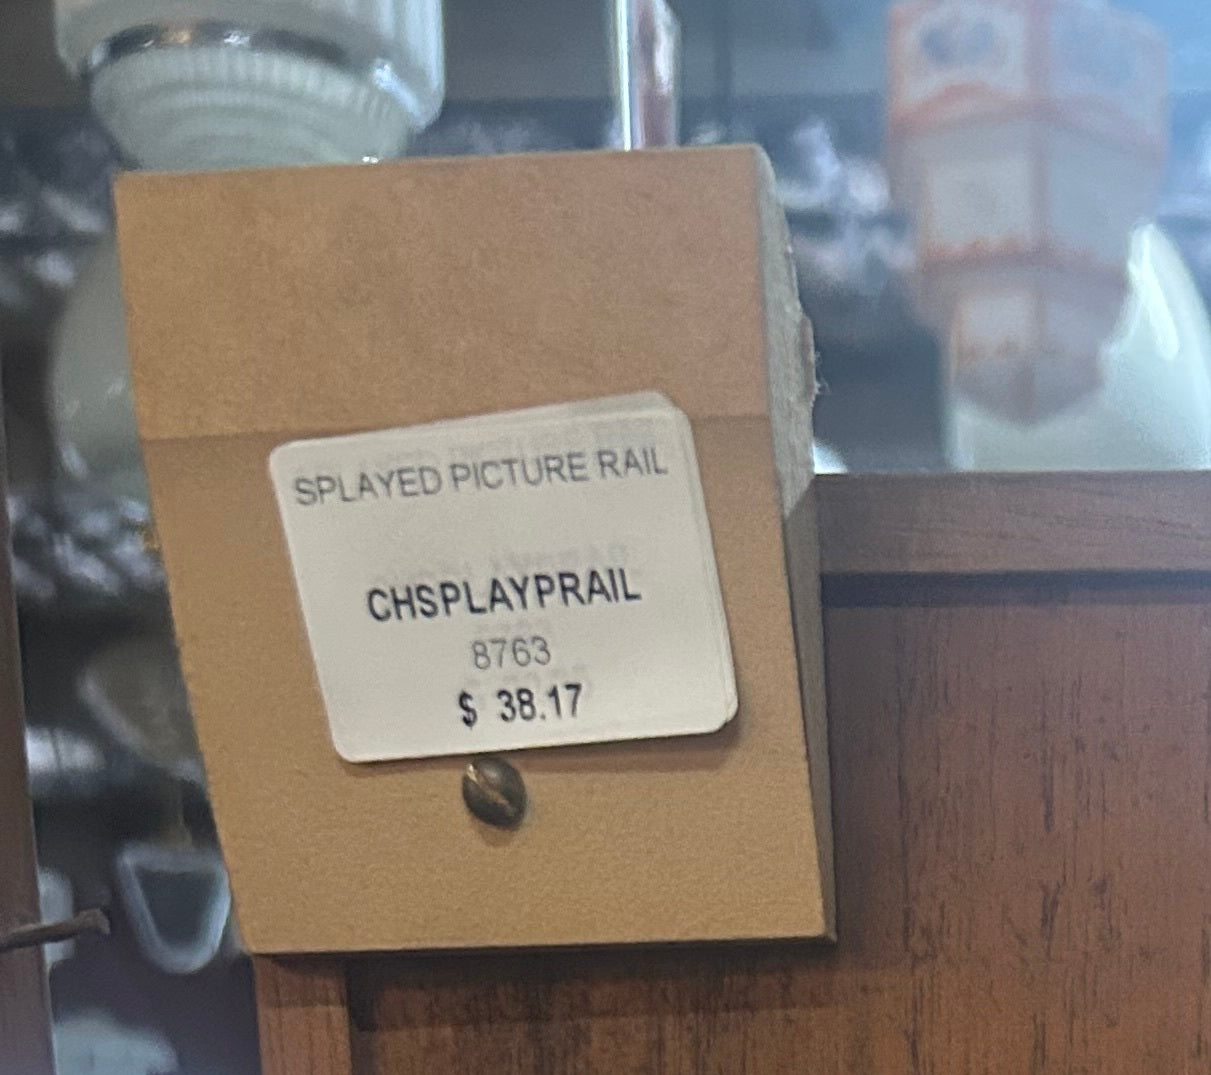 SPLAYED PICTURE RAIL
CHSPLAYPRAIL
8763
$ 38.17